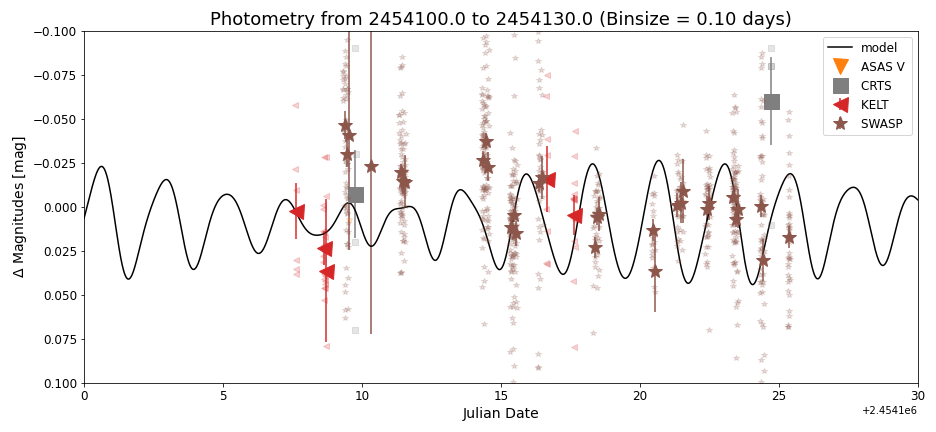 Photometry from 2454100.0 to 2454130.0 (Binsize = 0.10 days)
Δ Magnitudes [mag]
−0.100
−0.075
−0.050
−0.025
0.000
0.025
0.050
0.075
0.100
model
ASAS V
CRTS
KELT
SWASP
0 5 10 15 20 25 30
Julian Date
+2.4541e6